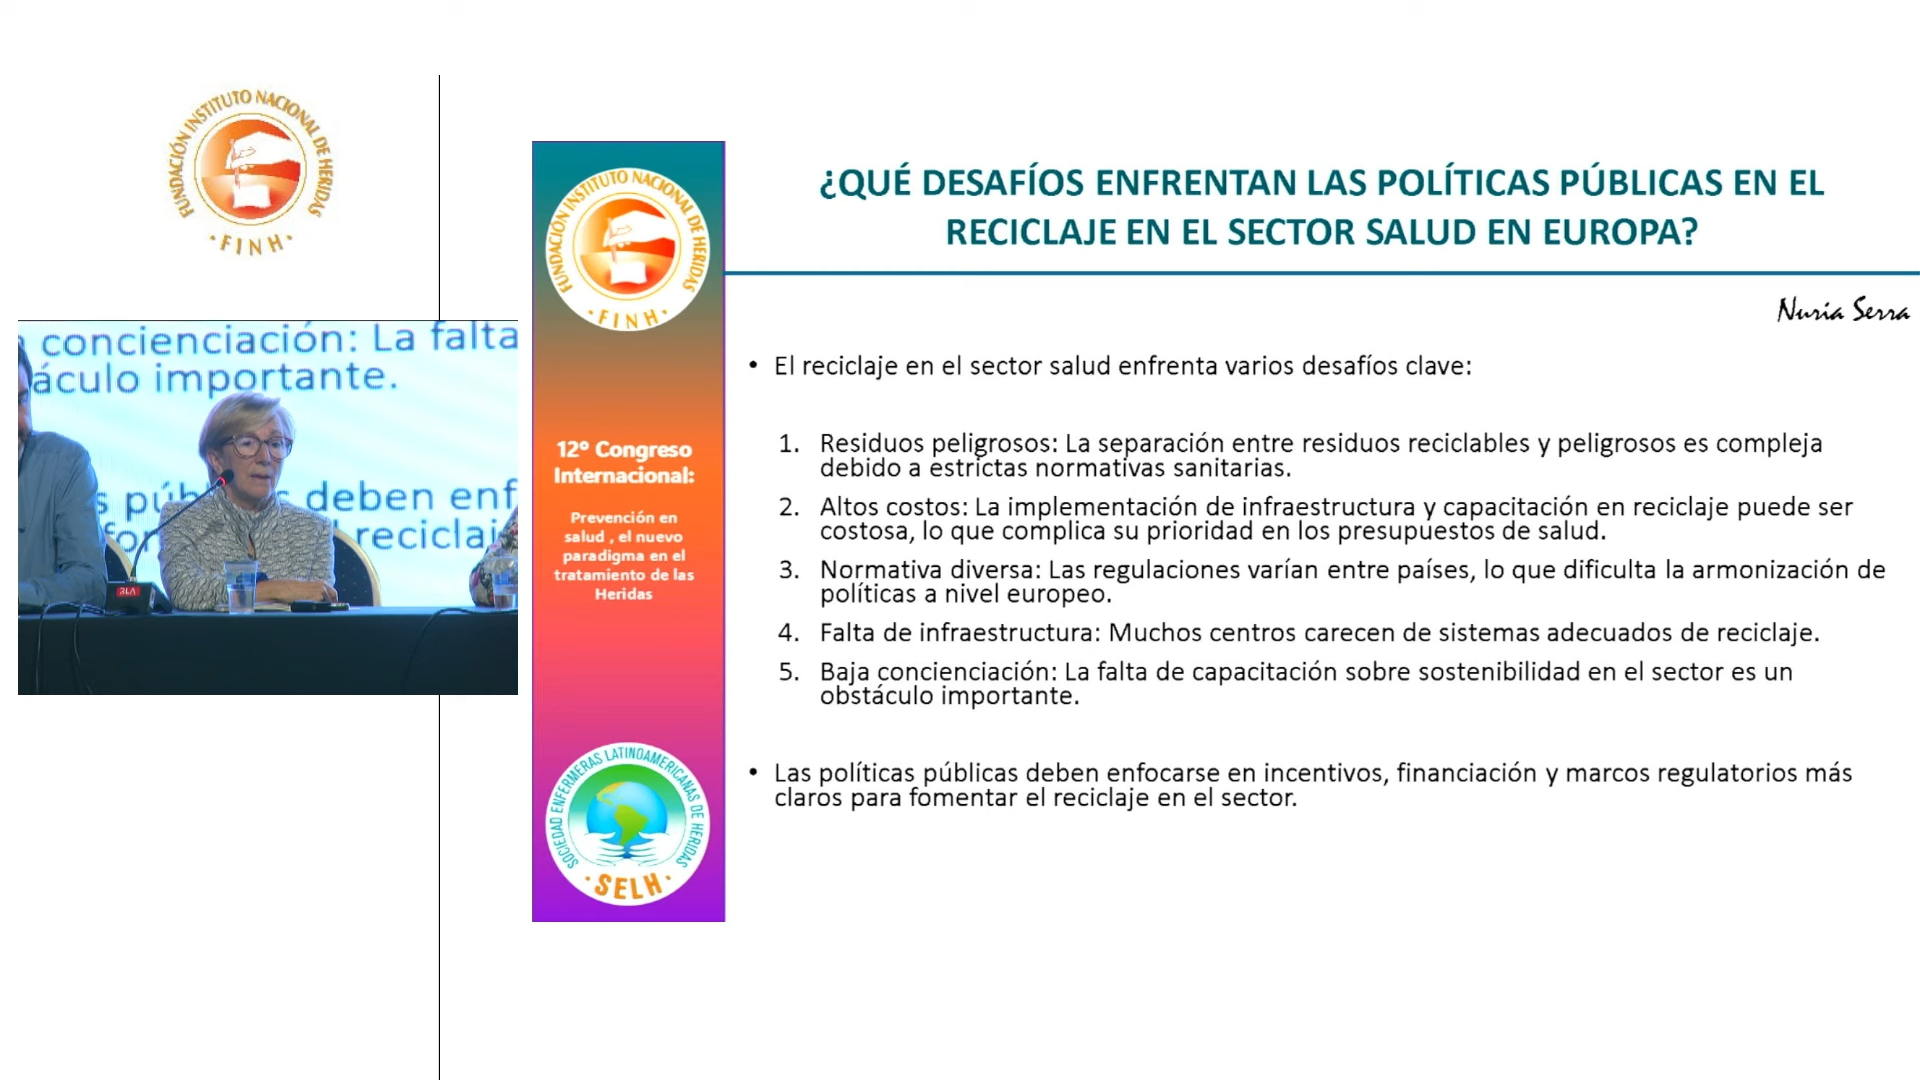 FUNDACIÓN INSTITUTO NACIONAL DE HERIDAS
· FINH ·
concienciación: La falta
áculo importante.
s púb s deben enf
for l reciclaj
RLA
FUNDACIÓN INSTITUTO NACIONAL DE HERIDAS
· FINH ·
12º Congreso
Internacional:
Prevención en
salud , el nuevo
paradigma en el
tratamiento de las
Heridas
SOCIEDAD ENFERMERAS LATINOAMERICANAS DE HERIDAS
· SELH ·
¿QUÉ DESAFÍOS ENFRENTAN LAS POLÍTICAS PÚBLICAS EN EL
RECICLAJE EN EL SECTOR SALUD EN EUROPA?
Nuria Serra
• El reciclaje en el sector salud enfrenta varios desafíos clave:
1. Residuos peligrosos: La separación entre residuos reciclables y peligrosos es compleja
debido a estrictas normativas sanitarias.
2. Altos costos: La implementación de infraestructura y capacitación en reciclaje puede ser
costosa, lo que complica su prioridad en los presupuestos de salud.
3. Normativa diversa: Las regulaciones varían entre países, lo que dificulta la armonización de
políticas a nivel europeo.
4. Falta de infraestructura: Muchos centros carecen de sistemas adecuados de reciclaje.
5. Baja concienciación: La falta de capacitación sobre sostenibilidad en el sector es un
obstáculo importante.
• Las políticas públicas deben enfocarse en incentivos, financiación y marcos regulatorios más
claros para fomentar el reciclaje en el sector.